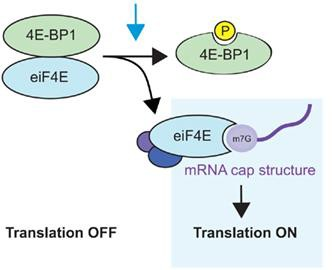 4E-BP1
eiF4E
P
4E-BP1
eiF4E
m7G
mRNA cap structure
Translation OFF
Translation ON